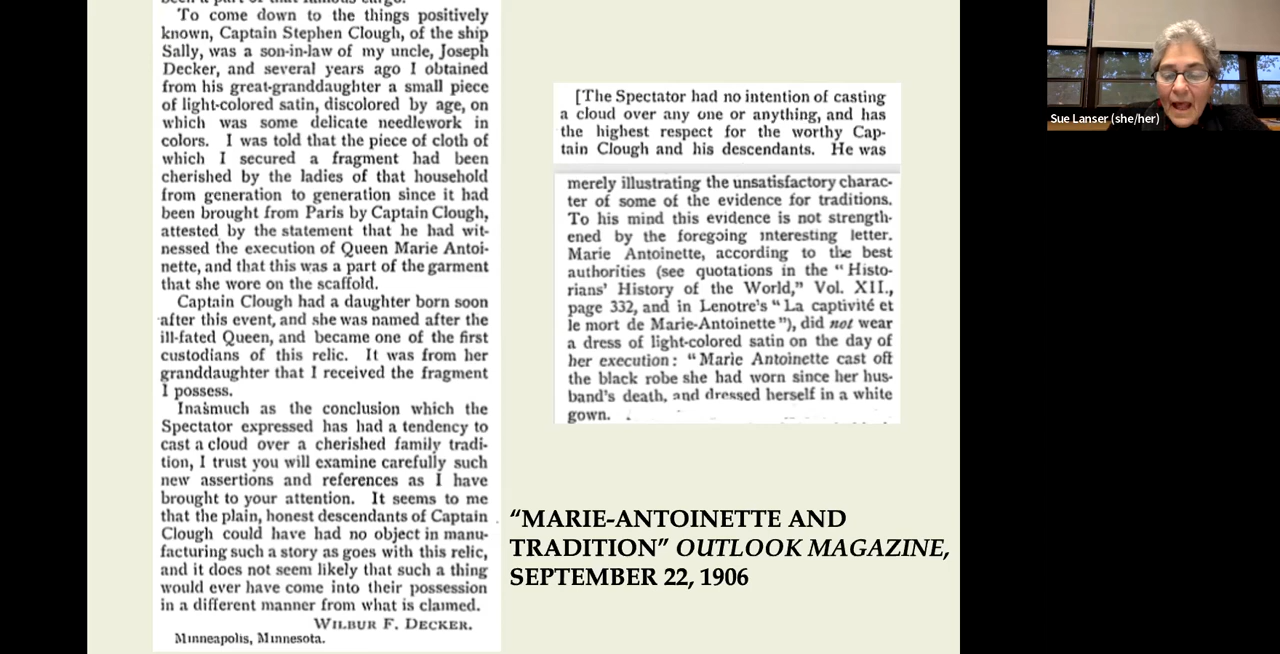 To come down to the things positively
known, Captain Stephen Clough, of the ship
Sally, was a son-in-law of my uncle, Joseph
Decker, and several years ago I obtained
from his great-granddaughter a small piece
of light-colored satin, discolored by age, on
which was some delicate needlework in
colors. I was told that the piece of cloth of
which I secured a fragment had been
cherished by the ladies of that household
from generation to generation since it had
been brought from Paris by Captain Clough,
attested by the statement that he had wit-
nessed the execution of Queen Marie Antoi-
nette, and that this was a part of the garment
that she wore on the scaffold.
Captain Clough had a daughter born soon
after this event, and she was named after the
ill-fated Queen, and became one of the first
custodians of this relic. It was from her
granddaughter that I received the fragment
I possess.
Inasmuch as the conclusion which the
Spectator expressed has had a tendency to
cast a cloud over a cherished family tradi-
tion, I trust you will examine carefully such
new assertions and references as I have
brought to your attention. It seems to me
that the plain, honest descendants of Captain
Clough could have had no object in manu-
facturing such a story as goes with this relic,
and it does not seem likely that such a thing
would ever have come into their possession
in a different manner from what is claimed.
WILBUR F. DECKER.
Minneapolis, Minnesota.
[The Spectator had no intention of casting
a cloud over any one or anything, and has
the highest respect for the worthy Cap-
tain Clough and his descendants. He was
merely illustrating the unsatisfactory charac-
ter of some of the evidence for traditions.
To his mind this evidence is not strength-
ened by the foregoing interesting letter.
Marie Antoinette, according to the best
authorities (see quotations in the “ Histo-
rians’ History of the World,” Vol. XII.,
page 332, and in Lenotre’s “ La captivité et
le mort de Marie-Antoinette ”), did not wear
a dress of light-colored satin on the day of
her execution: “ Marie Antoinette cast off
the black robe she had worn since her hus-
band’s death, and dressed herself in a white
gown.
“MARIE-ANTOINETTE AND
TRADITION” OUTLOOK MAGAZINE,
SEPTEMBER 22, 1906
Sue Lanser (she/her)